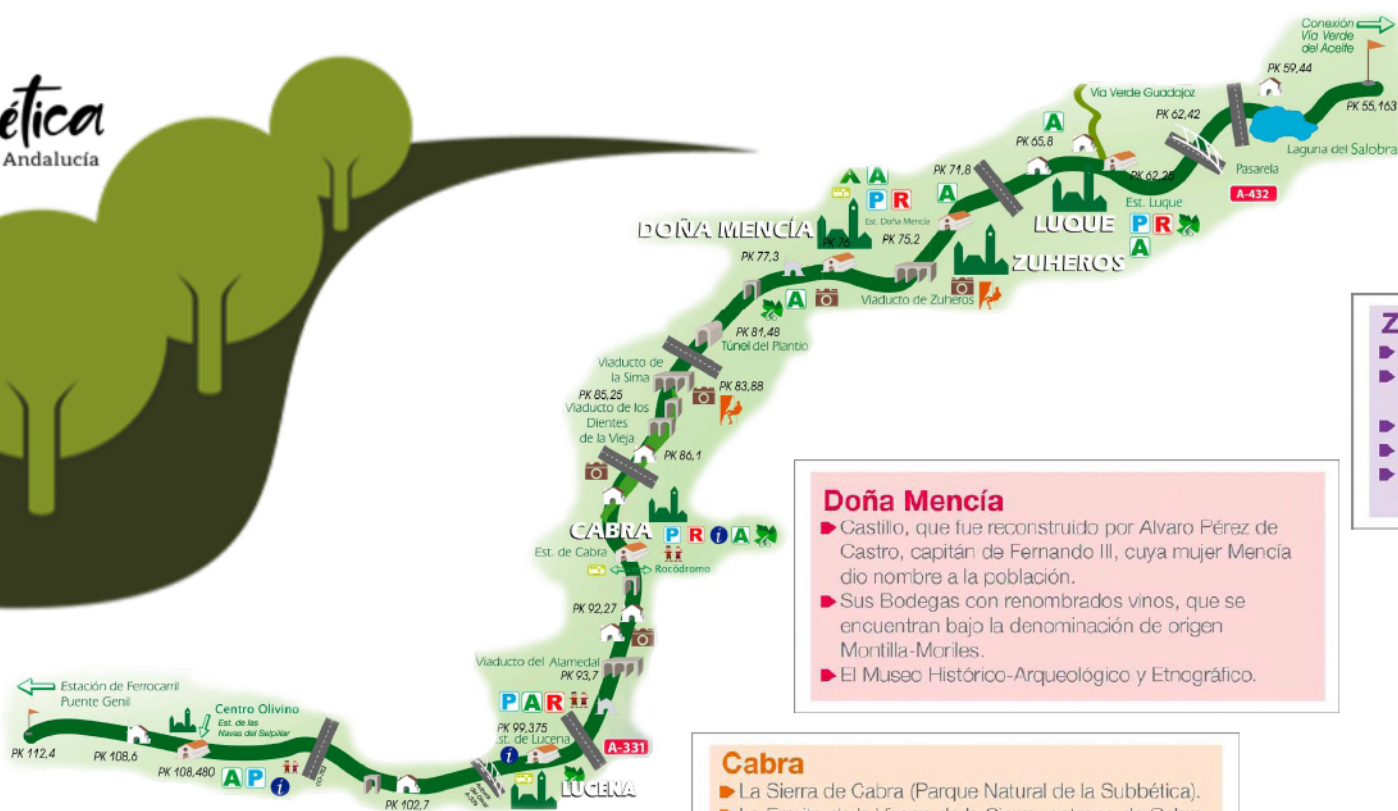 ética
Andalucía
Conexión
Vía Verde
del Aceite
PK 59,44
PK 55,163
Vía Verde Guadajoz
PK 62,42
Laguna del Salobra
Pasarela
A-432
PK 65,8
A
PK 62,25
Est. Luque
P R
A
LUQUE
PK 71,8
A
A
P R
Est. Doña Mencía
DOÑA MENCÍA
PK 76
PK 75,2
ZUHEROS
PK 77,3
Viaducto de Zuheros
A
PK 81,48
Túnel del Plantío
Viaducto de
la Sima
PK 83,88
PK 85,25
Viaducto de los
Dientes
de la Vieja
PK 86,1
CABRA
P R i A
Est. de Cabra
Rocódromo
PK 92,27
Viaducto del Alamedal
PK 93,7
P A R
PK 99,375
Est. de Lucena
i
A-331
LUCENA
Estación de Ferrocarril
Puente Genil
Centro Olivino
Est. de las
Navas del Selpillar
PK 112,4
PK 108,6
PK 108,480
A P
i
PK 102,7
Z
Doña Mencía
Castillo, que fue reconstruido por Alvaro Pérez de
Castro, capitán de Fernando III, cuya mujer Mencía
dio nombre a la población.
Sus Bodegas con renombrados vinos, que se
encuentran bajo la denominación de origen
Montilla-Moriles.
El Museo Histórico-Arqueológico y Etnográfico.
Cabra
La Sierra de Cabra (Parque Natural de la Subbética).